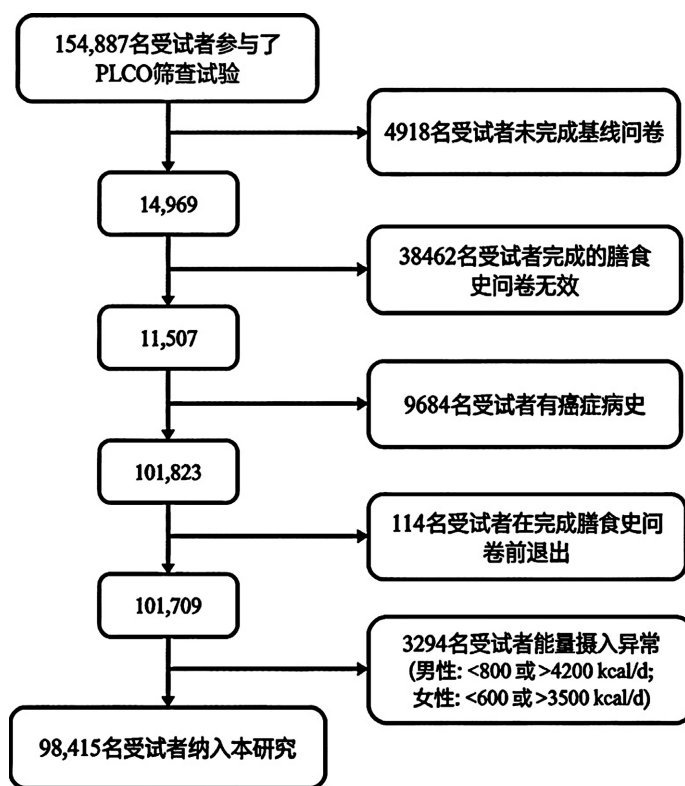 154,887名受试者参与了
PLCO筛查试验
4918名受试者未完成基线问卷
14,969
38462名受试者完成的膳食
史问卷无效
11,507
9684名受试者有癌症病史
101,823
114名受试者在完成膳食史问
卷前退出
101,709
3294名受试者能量摄入异常
(男性: <800 或 >4200 kcal/d;
女性: <600 或 >3500 kcal/d)
98,415名受试者纳入本研究